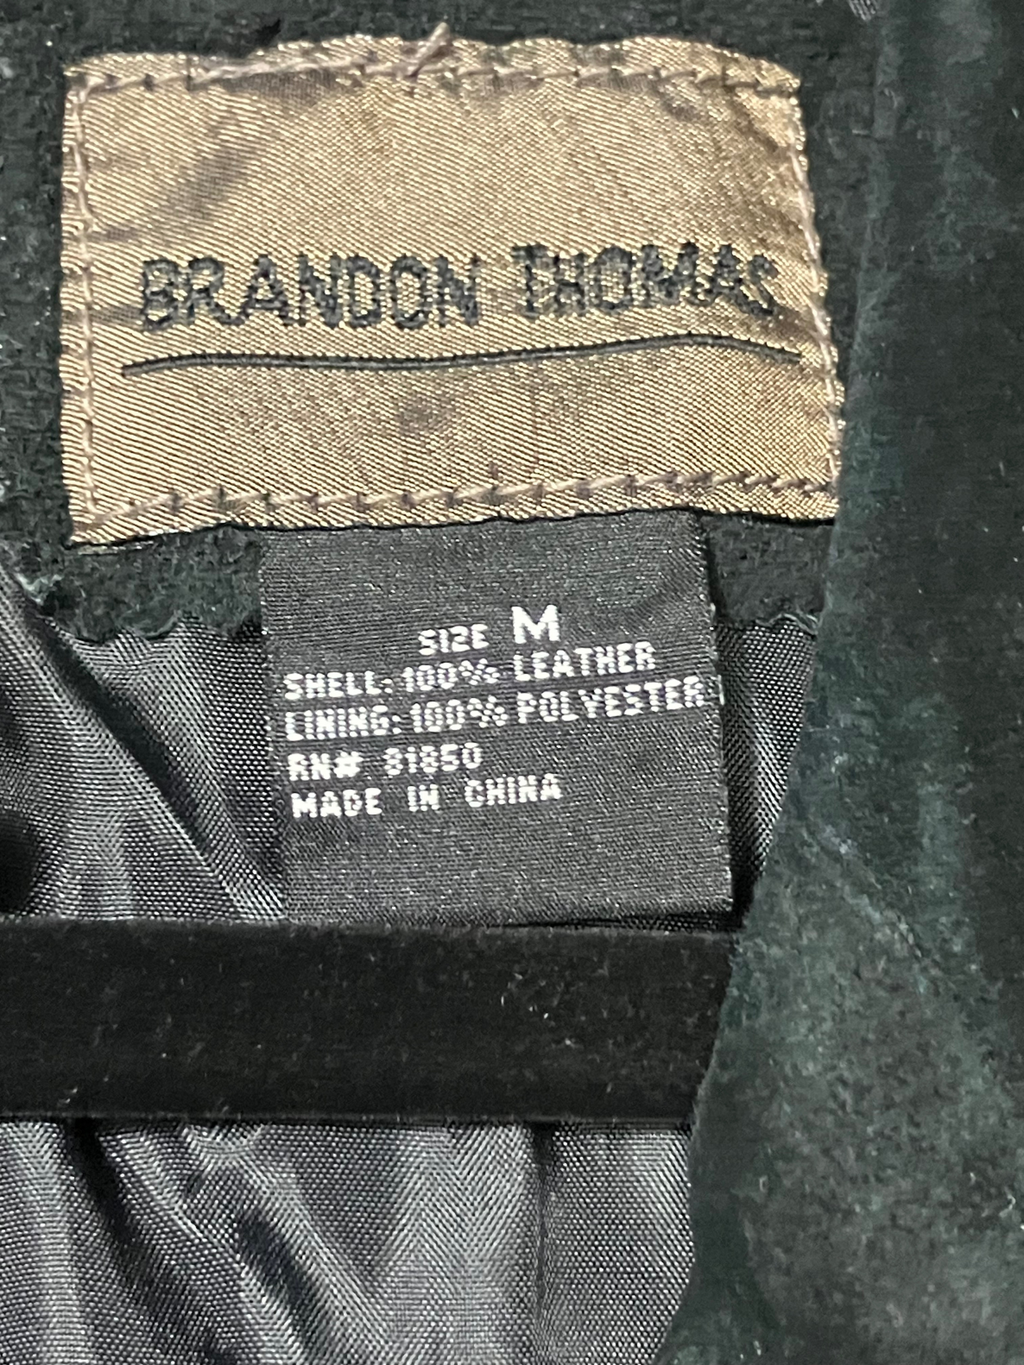 BRANDON THOMAS
SIZE M
SHELL: 100% LEATHER
LINING: 100% POLYESTER
RN# 81850
MADE IN CHINA